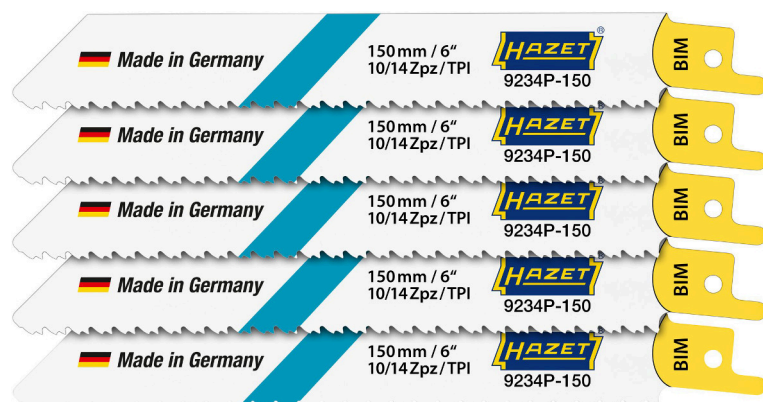 Made in Germany
150 mm / 6“
10/14 Zpz / TPI
HAZET®
9234P-150
BIM
Made in Germany
150 mm / 6“
10/14 Zpz / TPI
HAZET
9234P-150
BIM
Made in Germany
150 mm / 6“
10/14 Zpz / TPI
HAZET
9234P-150
BIM
Made in Germany
150 mm / 6“
10/14 Zpz / TPI
HAZET
9234P-150
BIM
Made in Germany
150 mm / 6“
10/14 Zpz / TPI
HAZET
9234P-150
BIM